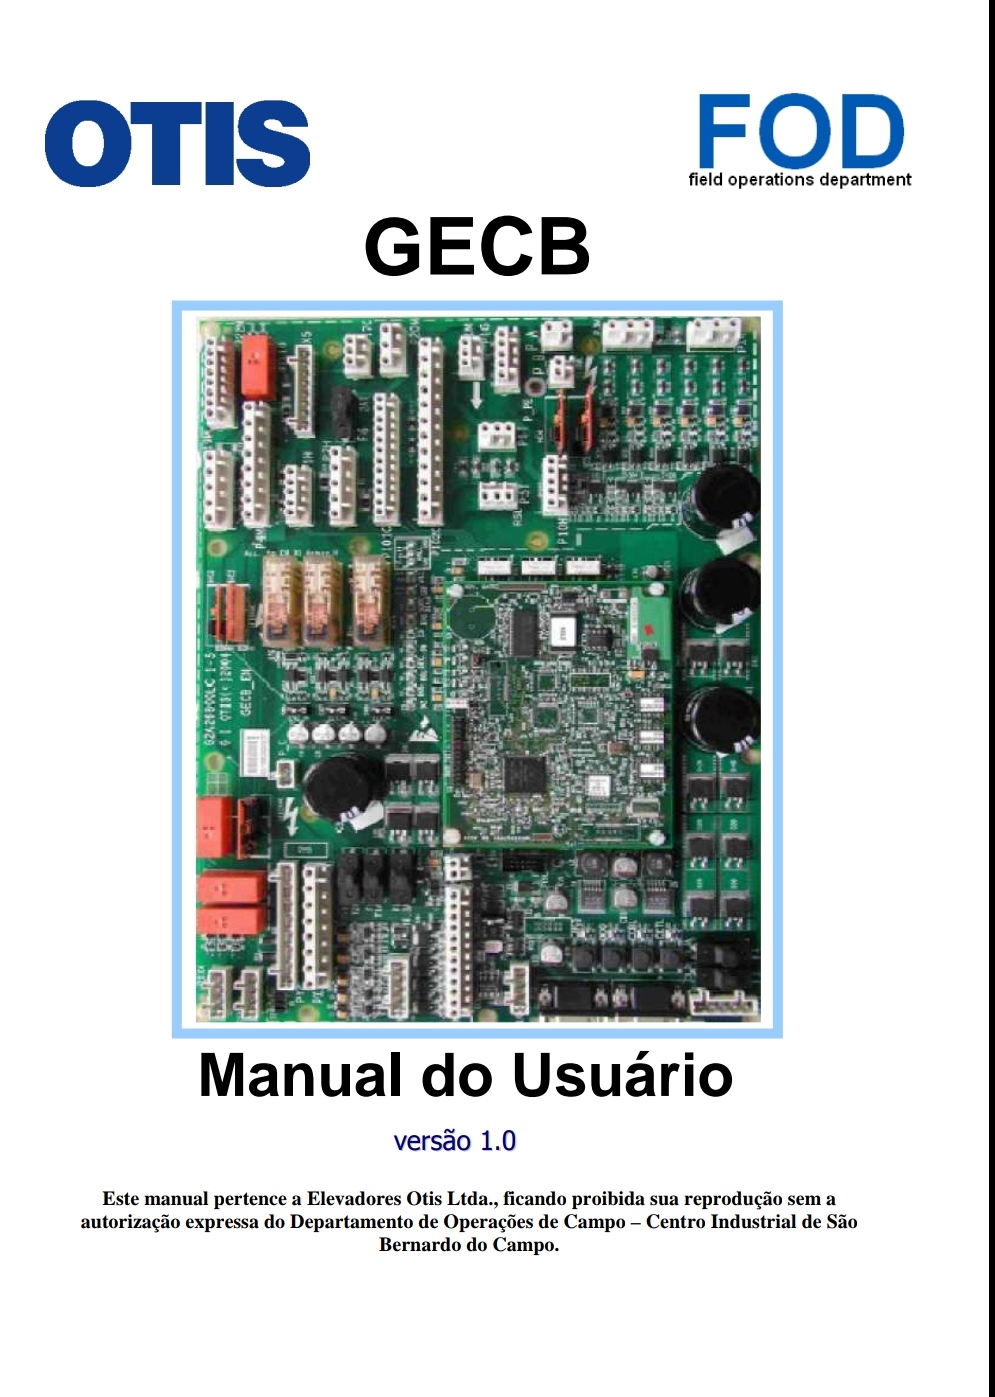 OTIS
FOD
field operations department
GECB
GECB_EN
Manual do Usuário
versão 1.0
Este manual pertence a Elevadores Otis Ltda., ficando proibida sua reprodução sem a
autorização expressa do Departamento de Operações de Campo – Centro Industrial de São
Bernardo do Campo.